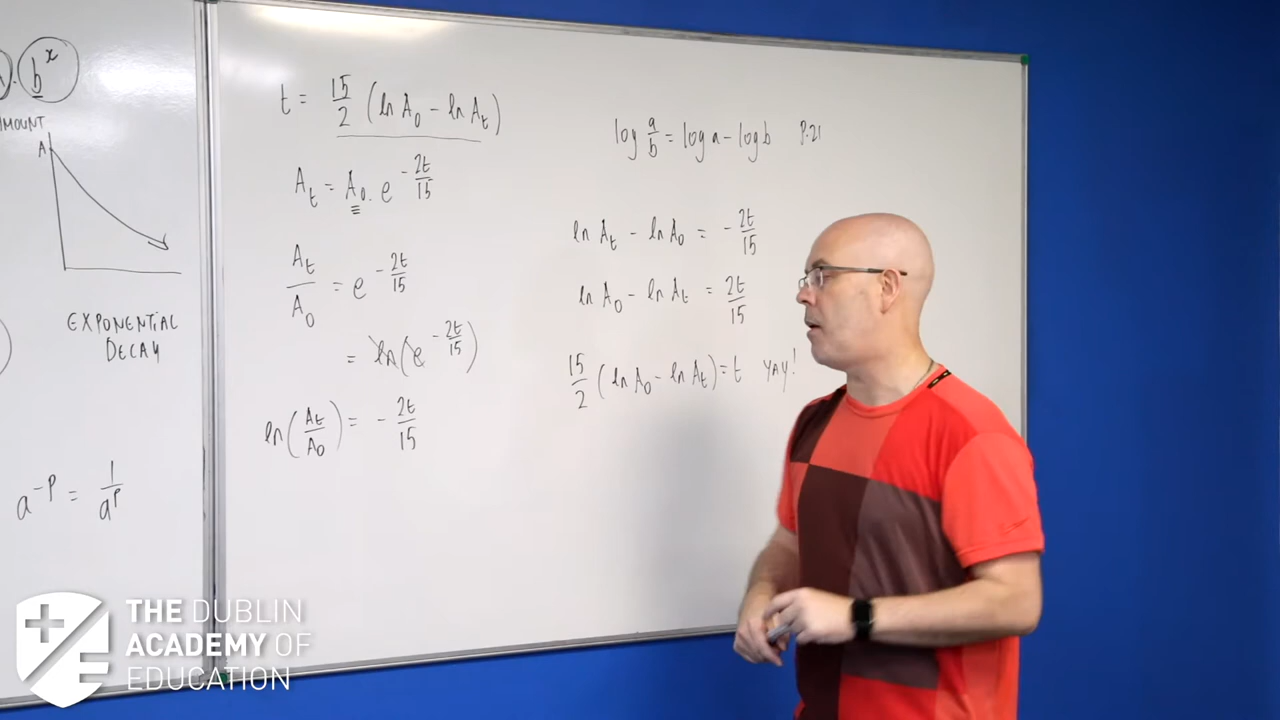 b^x
AMOUNT
A
EXPONENTIAL
DECAY
a^{-P} = 1/a^P
t = 15/2 (ln A₀ - ln Aₜ)
Aₜ = A₀ . e^{-2t/15}
Aₜ/A₀ = e^{-2t/15}
= ln(e^{-2t/15})
ln(Aₜ/A₀) = -2t/15
log a/b = log a - log b P.21
ln Aₜ - ln A₀ = -2t/15
ln A₀ - ln Aₜ = 2t/15
15/2 (ln A₀ - ln Aₜ) = t YAY!
THE DUBLIN
ACADEMY OF
EDUCATION